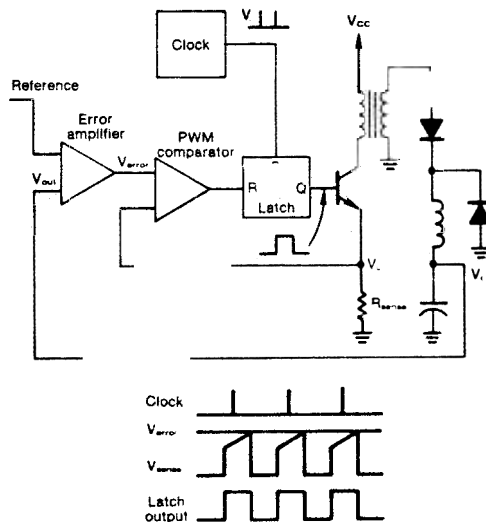 V
Clock
Vcc
Reference
Error
amplifier
PWM
comparator
Verror
Vout
R
Q
Latch
Rsense
Clock
Verror
Vsense
Latch
output